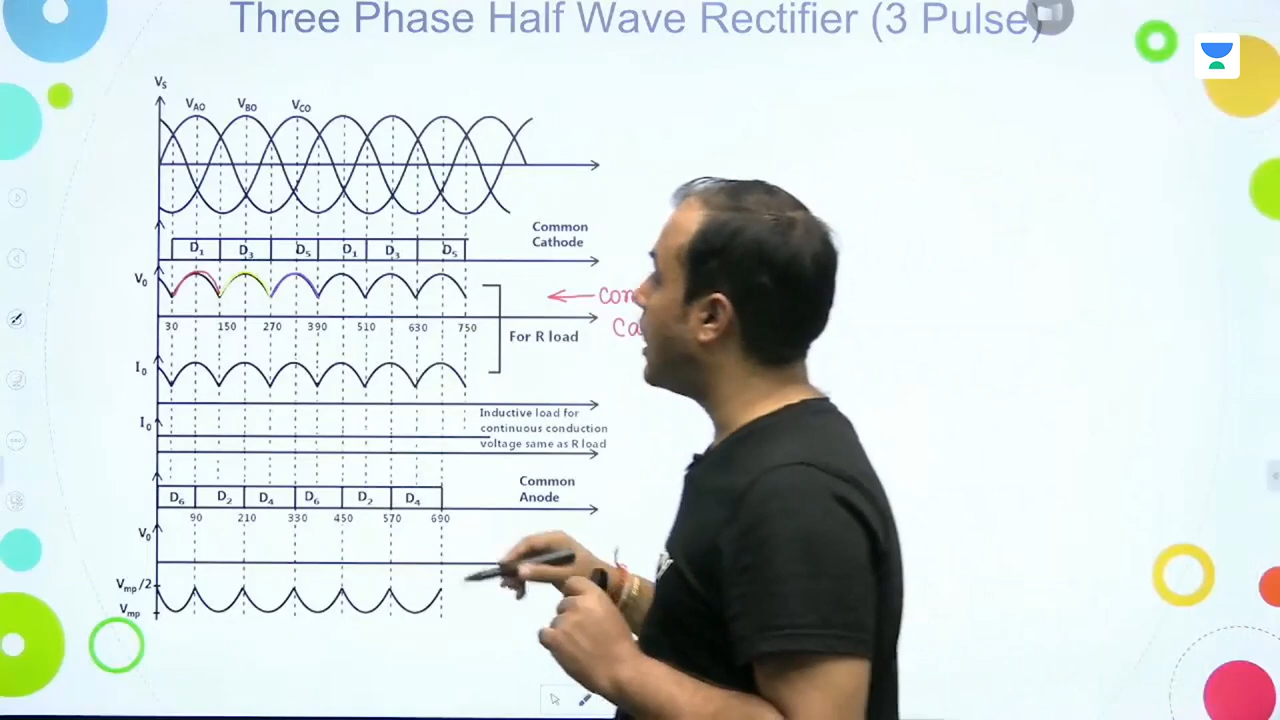 Three Phase Half Wave Rectifier (3 Pulse)
Vs
VAO VBO VCO
Common
Cathode
D1 D3 D5 D1 D3 D5
V0
30 150 270 390 510 630 750
For R load
I0
Inductive load for
continuous conduction
voltage same as R load
I0
Common
Anode
D6 D2 D4 D6 D2 D4
90 210 330 450 570 690
V0
Vmp/2
Vmp